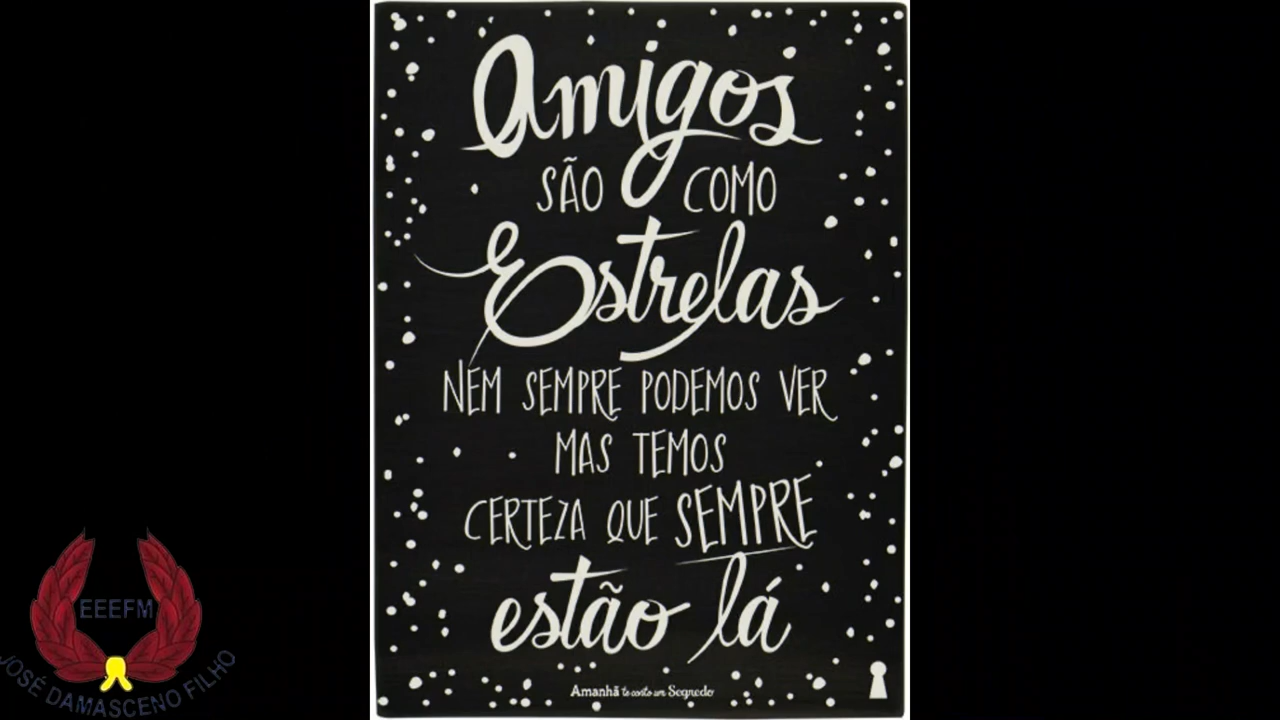 Amigos
SÃO COMO
Estrelas
NEM SEMPRE PODEMOS VER
MAS TEMOS
CERTEZA QUE SEMPRE
estão lá
Amanhã te conto um Segredo
EEEFM
JOSÉ DAMASCENO FILHO